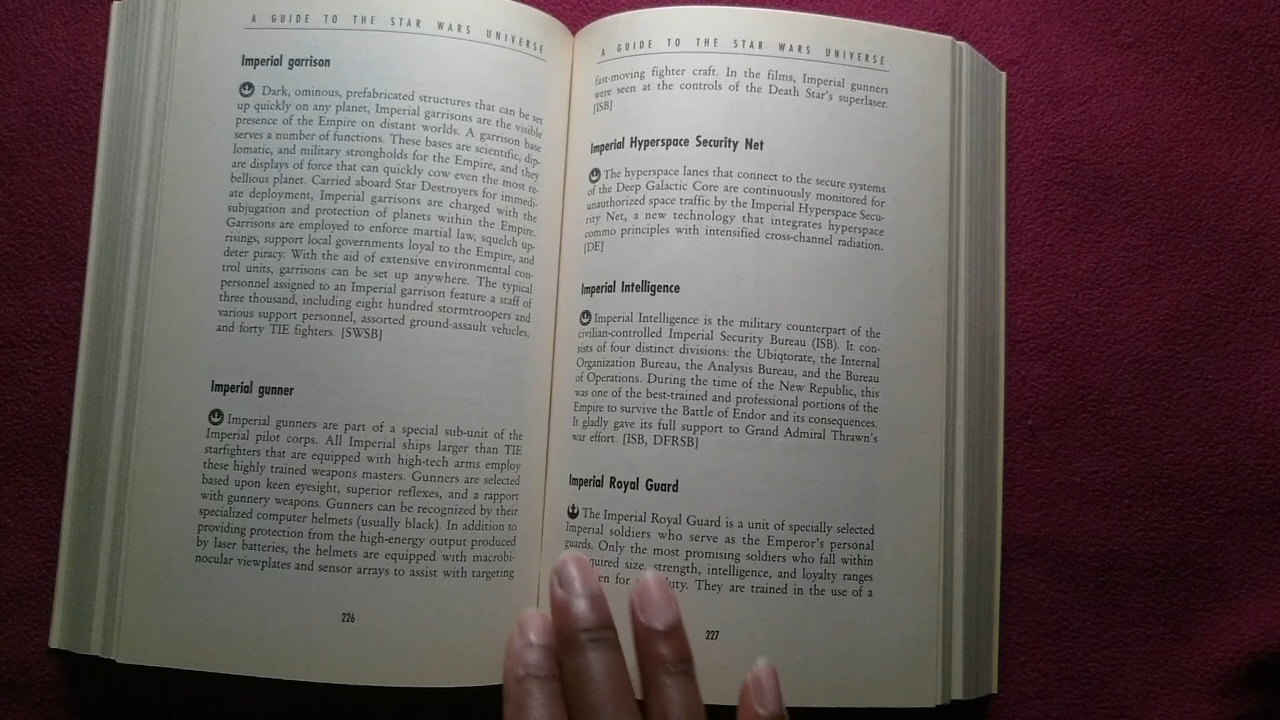 A GUIDE TO THE STAR WARS UNIVERSE
Imperial garrison
Dark, ominous, prefabricated structures that can be set
up quickly on any planet, Imperial garrisons are the visible
presence of the Empire on distant worlds. A garrison base
serves a number of functions. These bases are scientific, dip-
lomatic, and military strongholds for the Empire, and they
are displays of force that can quickly cow even the most re-
bellious planet. Carried aboard Star Destroyers for immedi-
ate deployment, Imperial garrisons are charged with the
subjugation and protection of planets within the Empire.
Garrisons are employed to enforce martial law, squelch up-
risings, support local governments loyal to the Empire, and
deter piracy. With the aid of extensive environmental con-
trol units, garrisons can be set up anywhere. The typical
personnel assigned to an Imperial garrison feature a staff of
three thousand, including eight hundred stormtroopers and
various support personnel, assorted ground-assault vehicles,
and forty TIE fighters. [SWSB]
Imperial gunner
Imperial gunners are part of a special sub-unit of the
Imperial pilot corps. All Imperial ships larger than TIE
starfighters that are equipped with high-tech arms employ
these highly trained weapons masters. Gunners are selected
based upon keen eyesight, superior reflexes, and a rapport
with gunnery weapons. Gunners can be recognized by their
specialized computer helmets (usually black). In addition to
providing protection from the high-energy output produced
by laser batteries, the helmets are equipped with macrobi-
nocular viewplates and sensor arrays to assist with targeting
226
A GUIDE TO THE STAR WARS UNIVERSE
fast-moving fighter craft. In the films, Imperial gunners
were seen at the controls of the Death Star's superlaser.
[ISB]
Imperial Hyperspace Security Net
The hyperspace lanes that connect to the secure systems
of the Deep Galactic Core are continuously monitored for
unauthorized space traffic by the Imperial Hyperspace Secu-
rity Net, a new technology that integrates hyperspace
commo principles with intensified cross-channel radiation.
[DE]
Imperial Intelligence
Imperial Intelligence is the military counterpart of the
civilian-controlled Imperial Security Bureau (ISB). It con-
sists of four distinct divisions: the Ubiqtorate, the Internal
Organization Bureau, the Analysis Bureau, and the Bureau
of Operations. During the time of the New Republic, this
was one of the best-trained and professional portions of the
Empire to survive the Battle of Endor and its consequences.
It gladly gave its full support to Grand Admiral Thrawn's
war effort. [ISB, DFRSB]
Imperial Royal Guard
The Imperial Royal Guard is a unit of specially selected
Imperial soldiers who serve as the Emperor's personal
guards. Only the most promising soldiers who fall within
size, strength, intelligence, and loyalty ranges
for duty. They are trained in the use of a
227